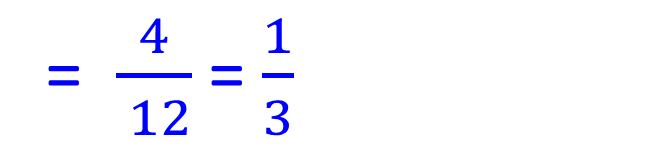 = 4/12 = 1/3